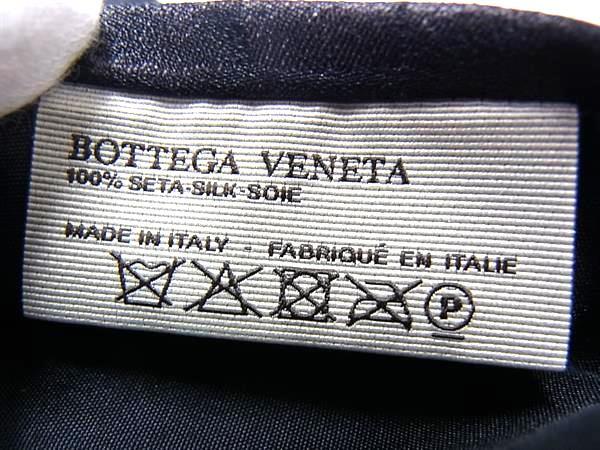 BOTTEGA VENETA
100% SETA-SILK-SOIE
MADE IN ITALY - FABRIQUÉ EN ITALIE
P